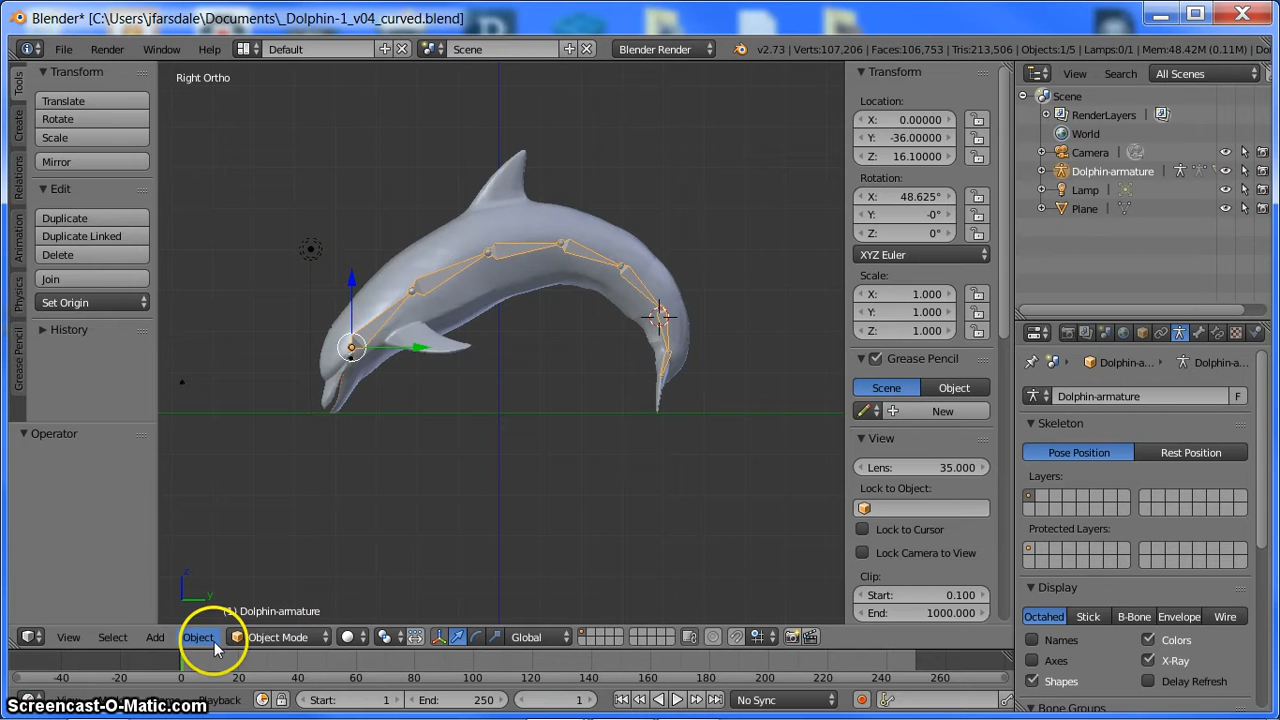 Blender* [C:\Users\jfarsdale\Documents\_Dolphin-1_v04_curved.blend]
File Render Window Help Default Scene Blender Render v2.73 | Verts:107,206 | Faces:106,753 | Tris:213,506 | Objects:1/5 | Lamps:0/1 | Mem:48.42M (0.11M) | Do
Tools
Create
Relations
Animation
Physics
Grease Pencil
Transform
Translate
Rotate
Scale
Mirror
Edit
Duplicate
Duplicate Linked
Delete
Join
Set Origin
History
Operator
Right Ortho
z
y
(1) Dolphin-armature
Transform
Location:
X: 0.00000
Y: -36.00000
Z: 16.10000
Rotation:
X: 48.625°
Y: -0°
Z: 0°
XYZ Euler
Scale:
X: 1.000
Y: 1.000
Z: 1.000
Grease Pencil
Scene Object
New
View
Lens: 35.000
Lock to Object:
Lock to Cursor
Lock Camera to View
Clip:
Start: 0.100
End: 1000.000
View Search All Scenes
Scene
RenderLayers
World
Camera
Dolphin-armature
Lamp
Plane
Dolphin-a... Dolphin-a...
Dolphin-armature F
Skeleton
Pose Position Rest Position
Layers:
Protected Layers:
Display
Octahed Stick B-Bone Envelope Wire
Names Colors
Axes X-Ray
Shapes Delay Refresh
Bone Groups
View Select Add Object Object Mode Global
-40 -20 0 20 40 60 80 100 120 140 160 180 200 220 240 260
Playback Start: 1 End: 250 1 No Sync
Screencast-O-Matic.com